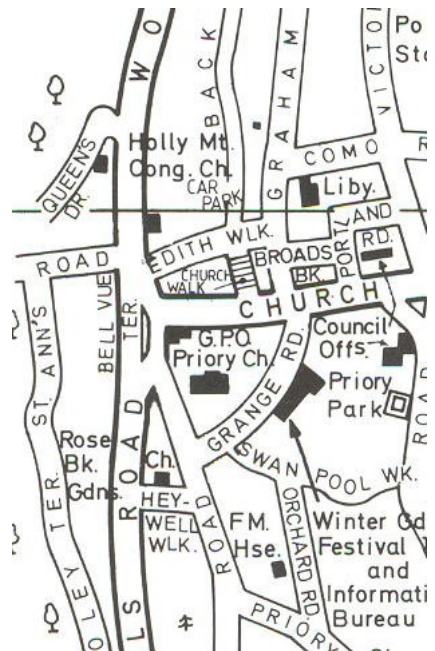 Po
Sta
WO
BACK
GRAHAM
VICTO
COMO R
Holly Mt.
Cong. Ch.
QUEEN'S
DR.
CAR
PARK
Liby.
PORTLAND
RD.
EDITH WLK.
BROADS
BK.
ROAD
CHURCH
WALK
CHURCH
BELL VUE
TER.
ST. ANN'S
G.P.O.
Priory Ch.
Council
Offs.
GRANGE RD.
Priory
Park
ROAD
Rose
Bk.
Gdns.
Ch.
SWAN
POOL WK.
HEY-
WELL
WLK.
ROAD
F.M.
Hse.
ORCHARD RD.
Winter Gd
Festival
and
Informati
Bureau
OLEY TER.
LS ROAD
PRIORY